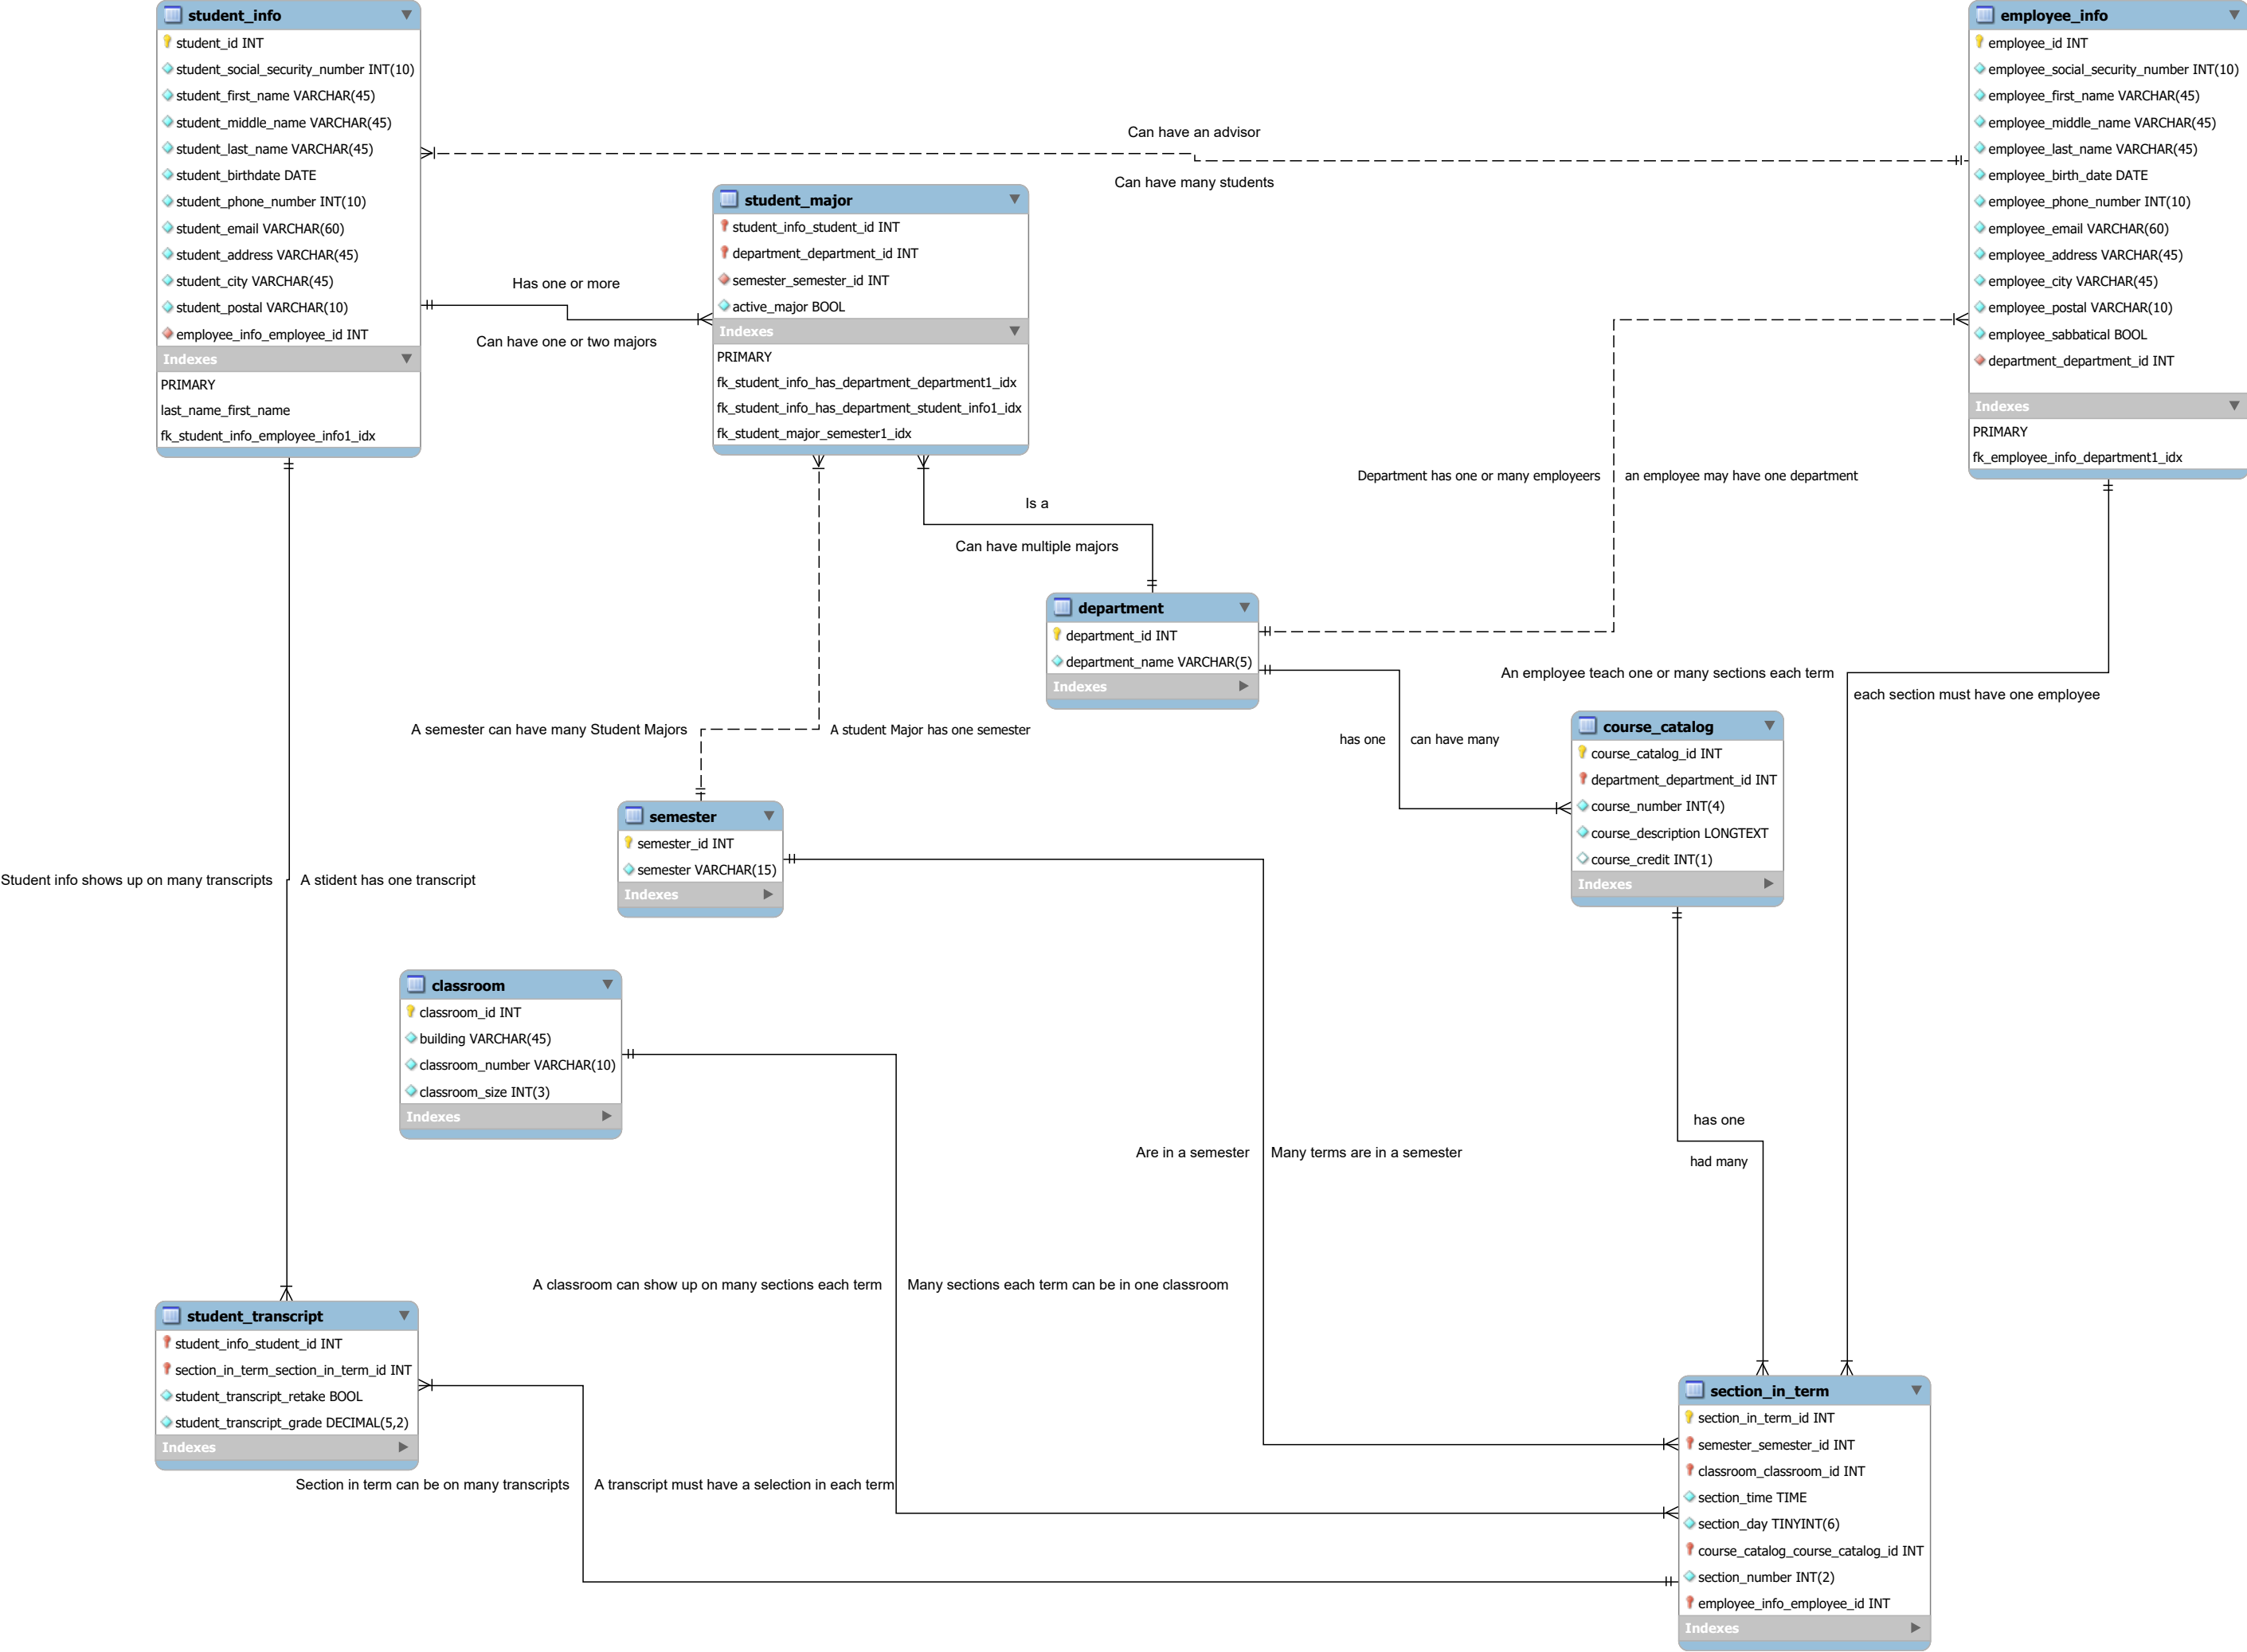 student_info
student_id INT
student_social_security_number INT(10)
student_first_name VARCHAR(45)
student_middle_name VARCHAR(45)
student_last_name VARCHAR(45)
student_birthdate DATE
student_phone_number INT(10)
student_email VARCHAR(60)
student_address VARCHAR(45)
student_city VARCHAR(45)
student_postal VARCHAR(10)
employee_info_employee_id INT
Indexes
PRIMARY
last_name_first_name
fk_student_info_employee_info1_idx
employee_info
employee_id INT
employee_social_security_number INT(10)
employee_first_name VARCHAR(45)
employee_middle_name VARCHAR(45)
employee_last_name VARCHAR(45)
employee_birth_date DATE
employee_phone_number INT(10)
employee_email VARCHAR(60)
employee_address VARCHAR(45)
employee_city VARCHAR(45)
employee_postal VARCHAR(10)
employee_sabbatical BOOL
department_department_id INT
Indexes
PRIMARY
fk_employee_info_department1_idx
Can have an advisor
Can have many students
student_major
student_info_student_id INT
department_department_id INT
semester_semester_id INT
active_major BOOL
Indexes
PRIMARY
fk_student_info_has_department_department1_idx
fk_student_info_has_department_student_info1_idx
fk_student_major_semester1_idx
Has one or more
Can have one or two majors
Department has one or many employeers
an employee may have one department
Is a
Can have multiple majors
department
department_id INT
department_name VARCHAR(5)
Indexes
An employee teach one or many sections each term
each section must have one employee
A semester can have many Student Majors
A student Major has one semester
has one
can have many
course_catalog
course_catalog_id INT
department_department_id INT
course_number INT(4)
course_description LONGTEXT
course_credit INT(1)
Indexes
semester
semester_id INT
semester VARCHAR(15)
Indexes
Student info shows up on many transcripts
A stident has one transcript
classroom
classroom_id INT
building VARCHAR(45)
classroom_number VARCHAR(10)
classroom_size INT(3)
Indexes
has one
had many
Are in a semester
Many terms are in a semester
A classroom can show up on many sections each term
Many sections each term can be in one classroom
student_transcript
student_info_student_id INT
section_in_term_section_in_term_id INT
student_transcript_retake BOOL
student_transcript_grade DECIMAL(5,2)
Indexes
Section in term can be on many transcripts
A transcript must have a selection in each term
section_in_term
section_in_term_id INT
semester_semester_id INT
classroom_classroom_id INT
section_time TIME
section_day TINYINT(6)
course_catalog_course_catalog_id INT
section_number INT(2)
employee_info_employee_id INT
Indexes